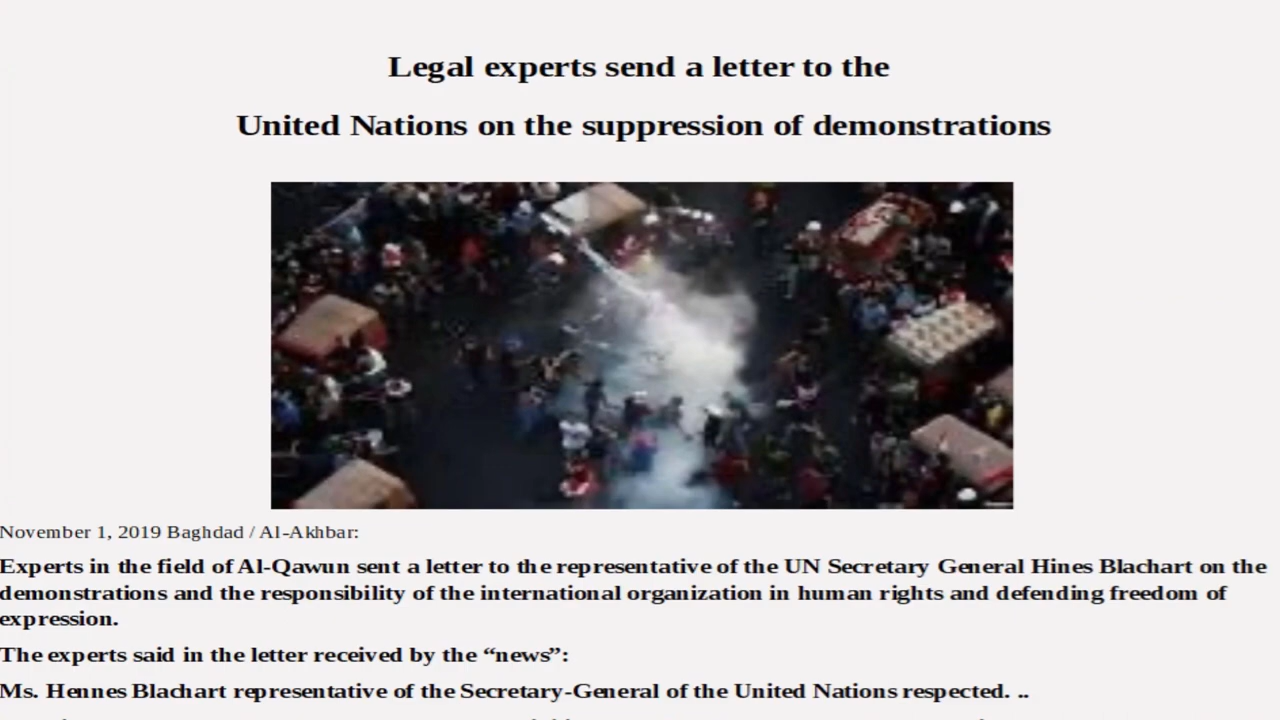 Legal experts send a letter to the
United Nations on the suppression of demonstrations
November 1, 2019 Baghdad / Al-Akhbar:
Experts in the field of Al-Qawun sent a letter to the representative of the UN Secretary General Hines Blachart on the
demonstrations and the responsibility of the international organization in human rights and defending freedom of
expression.
The experts said in the letter received by the “news”:
Ms. Hennes Blachart representative of the Secretary-General of the United Nations respected. ..